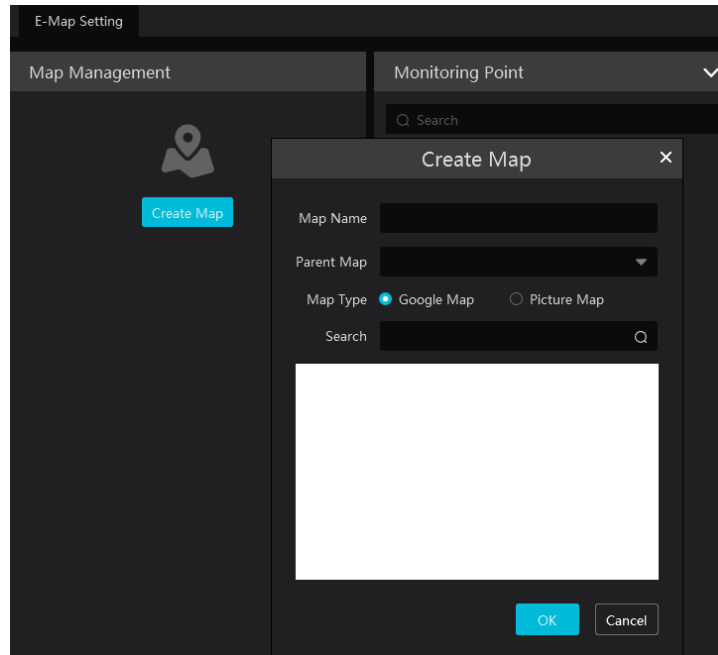 E-Map Setting
Map Management
Monitoring Point
Search
Create Map
Create Map
Map Name
Parent Map
Map Type Google Map Picture Map
Search
OK Cancel